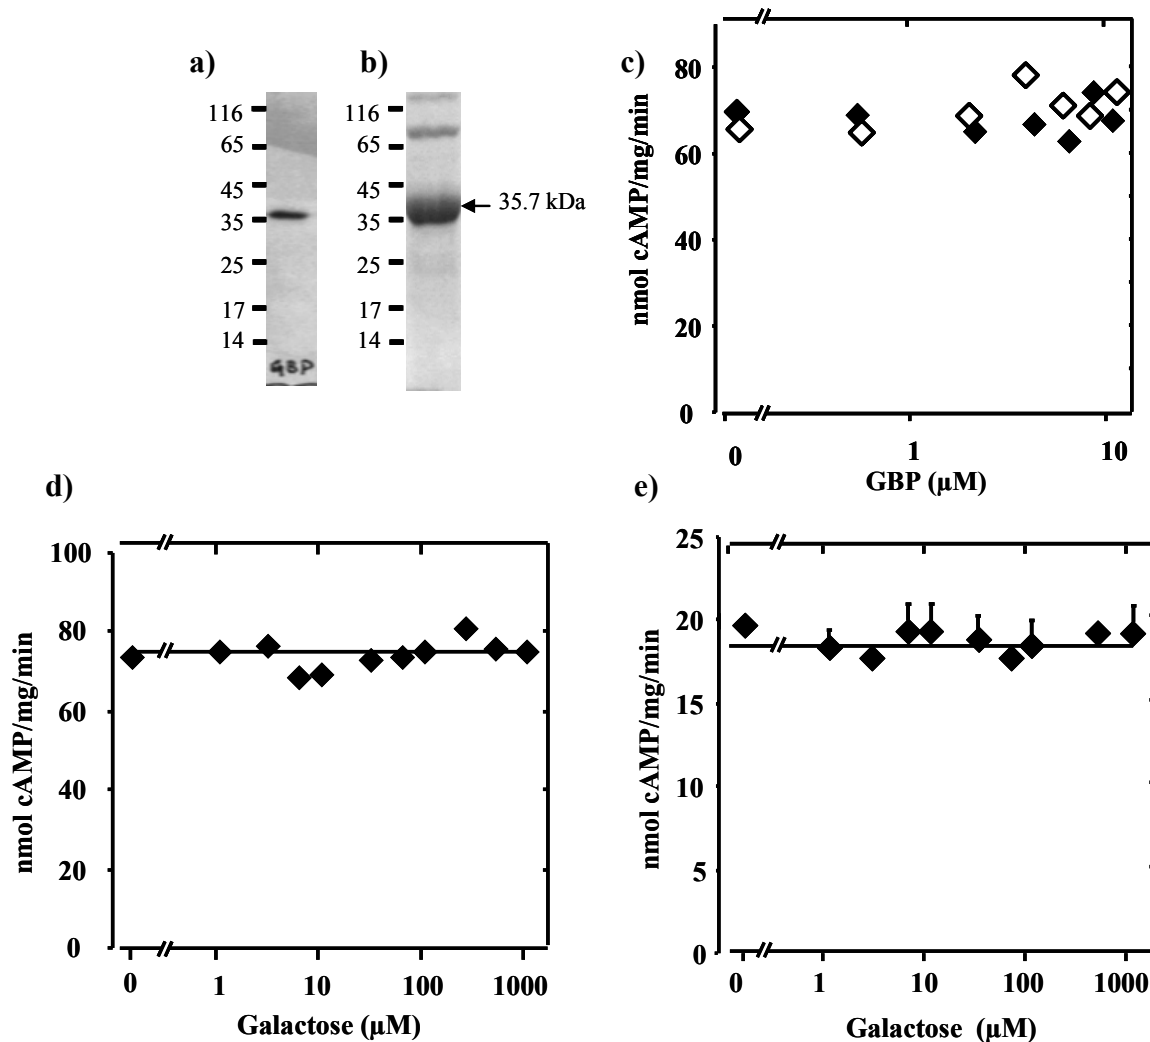 a)
116
65
45
35
25
17
14
GBP
b)
116
65
45
35
25
17
14
35.7 kDa
c)
nmol cAMP/mg/min
80
60
40
20
0
0 1 10
GBP (µM)
d)
nmol cAMP/mg/min
100
80
60
40
20
0
0 1 10 100 1000
Galactose (µM)
e)
nmol cAMP/mg/min
25
20
15
10
5
0
0 1 10 100 1000
Galactose (µM)